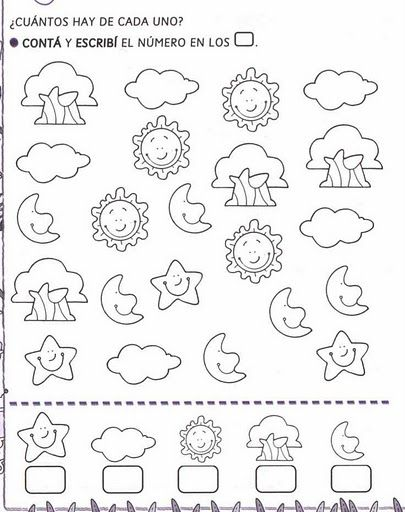 ¿CUÁNTOS HAY DE CADA UNO?
CONTÁ Y ESCRIBÍ EL NÚMERO EN LOS .